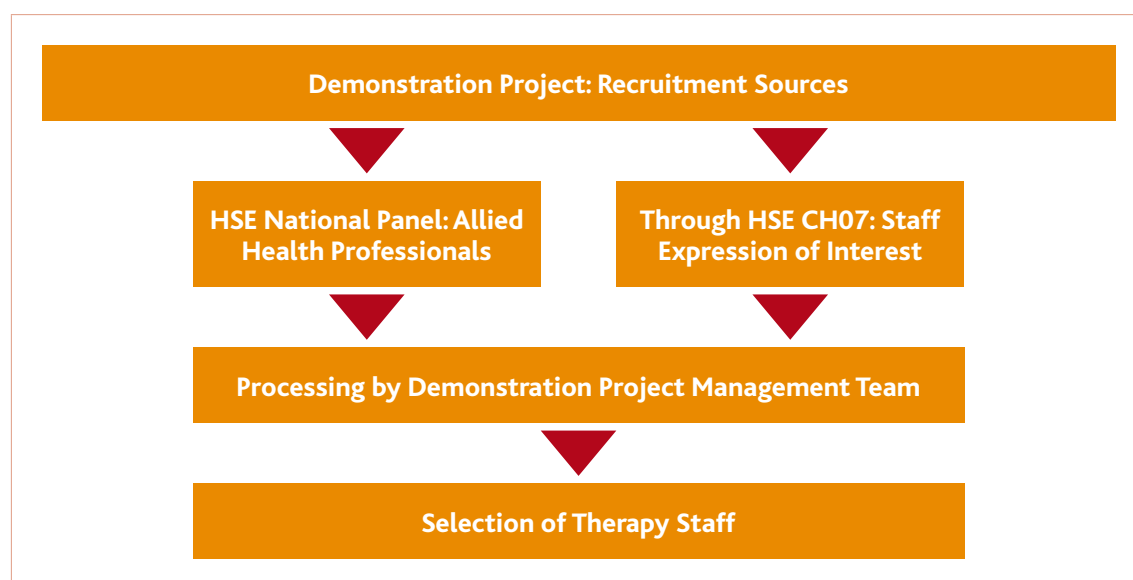 Demonstration Project: Recruitment Sources
HSE National Panel: Allied
Health Professionals
Through HSE CH07: Staff
Expression of Interest
Processing by Demonstration Project Management Team
Selection of Therapy Staff